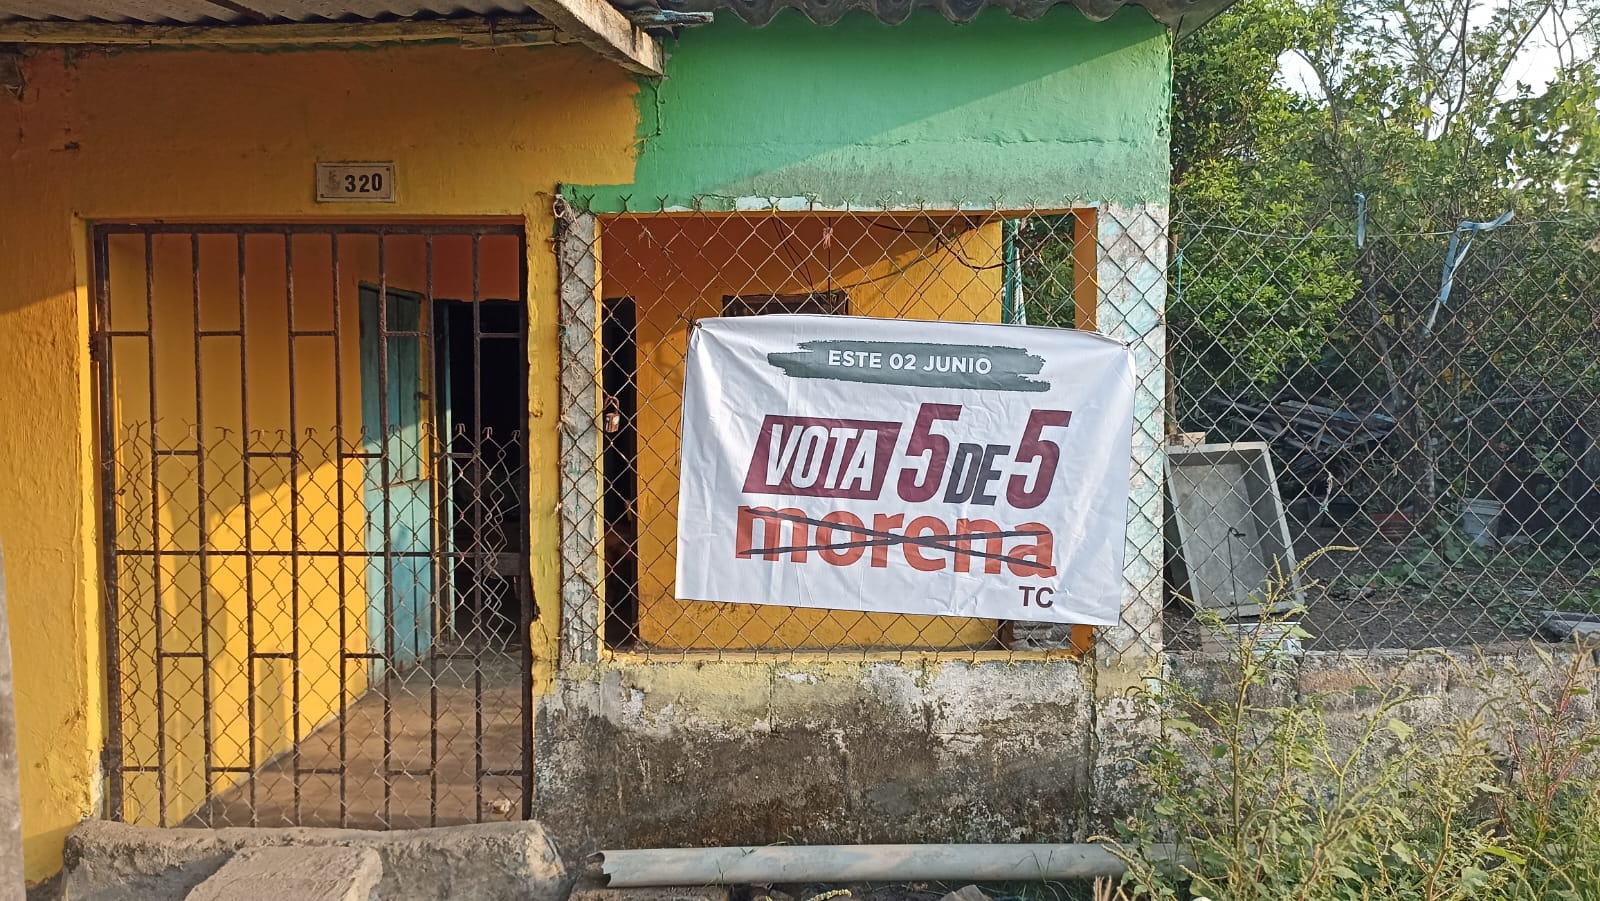 320
ESTE 02 JUNIO
VOTA 5 DE 5
morena
TC